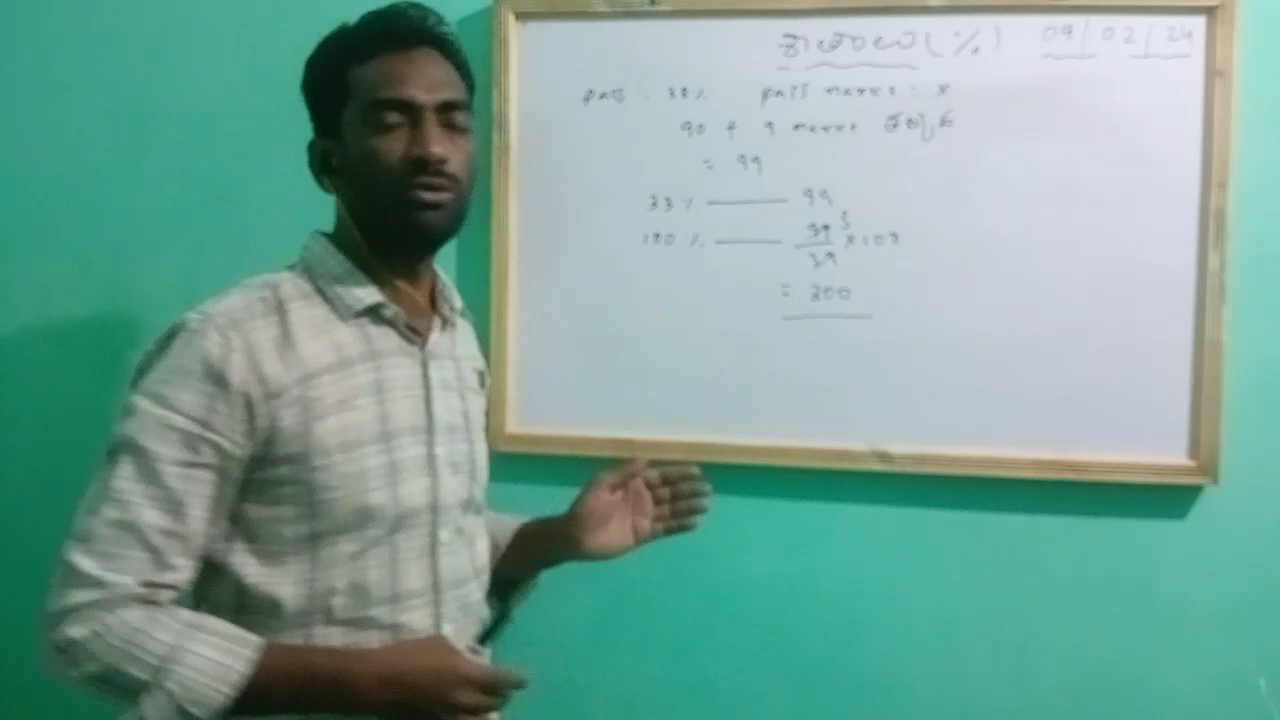 ಶೇಕಡಾವಾರು (%) 09/02/24
pass . 33% pass marks : x
90 + 9 marks
= 99
33% —— 99
100% —— 99/33 × 100
= 300